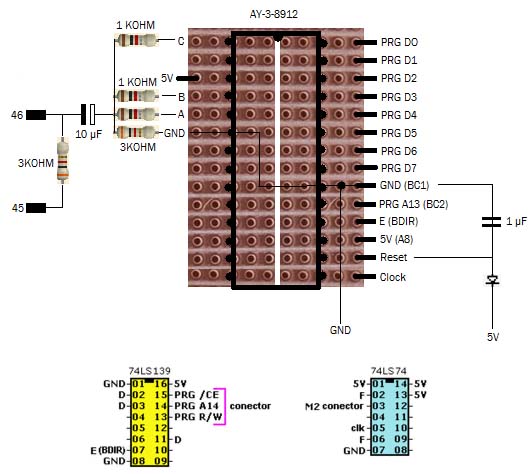 AY-3-8912
1 KOHM
C
PRG D0
PRG D1
5V
PRG D2
1 KOHM
B
PRG D3
46
10 µF
A
PRG D4
GND
PRG D5
3KOHM
PRG D6
3KOHM
PRG D7
GND (BC1)
45
PRG A13 (BC2)
E (BDIR)
1 µF
5V (A8)
Reset
Clock
GND
5V
74LS139
GND 01 16 5V
D 02 15 PRG /CE
D 03 14 PRG A14 conector
04 13 PRG R/W
05 12
06 11 D
E (BDIR) 07 10
GND 08 09
74LS74
5V 01 14 5V
F 02 13 5V
M2 conector 03 12
04 11
clk 05 10
F 06 09
GND 07 08